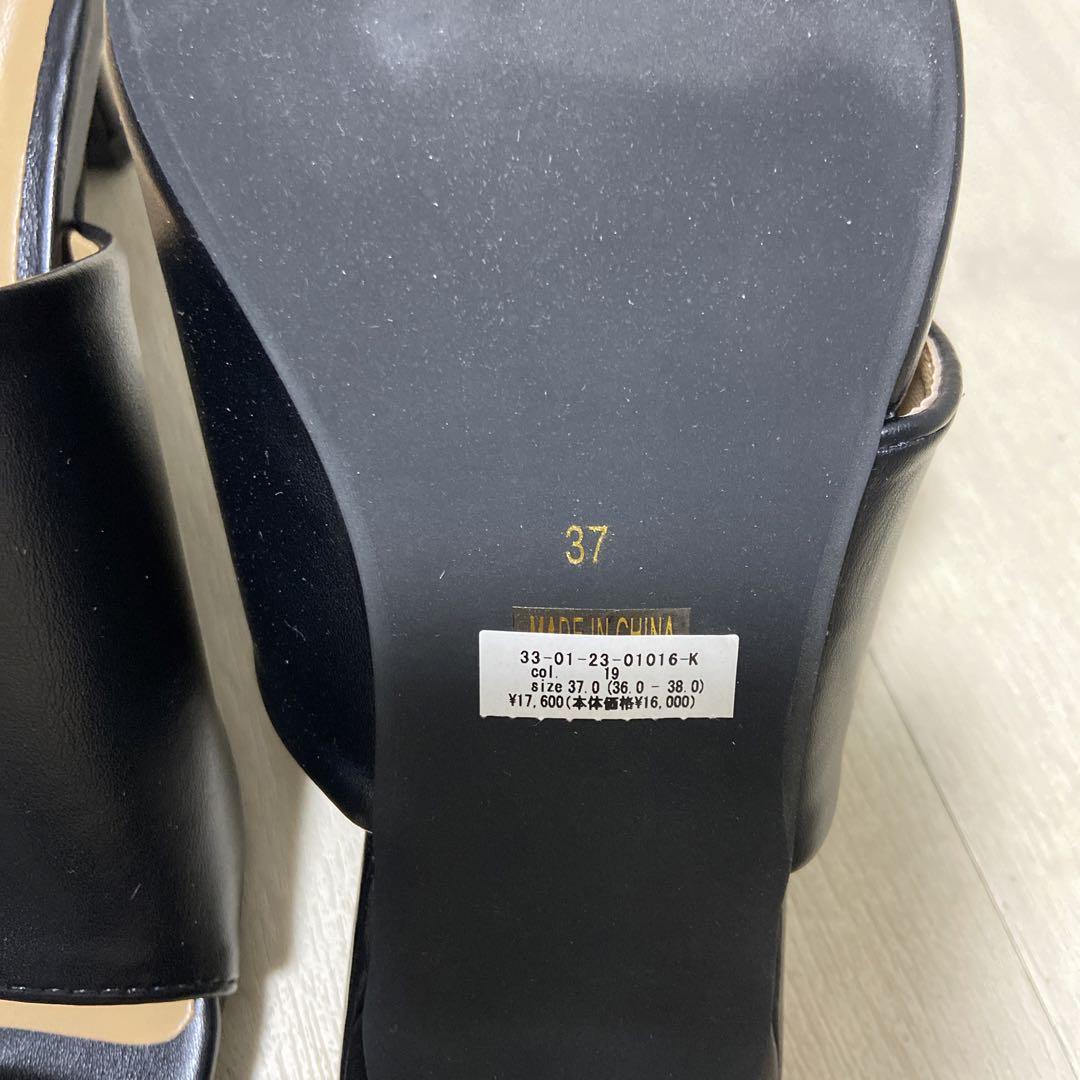 37
MADE IN CHINA
33-01-23-01016-K
col. 19
size 37.0 (36.0 - 38.0)
¥17,600(本体価格¥16,000)